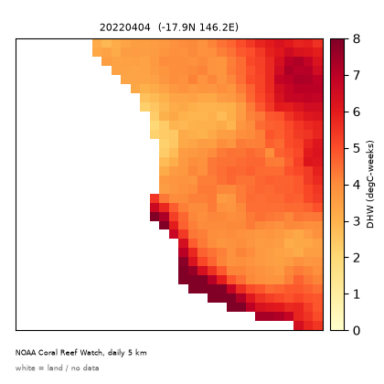 20220404  (-17.9N 146.2E)
8
7
6
5
4
3
2
1
0
DHW (degC-weeks)
NOAA Coral Reef Watch, daily 5 km
white = land / no data